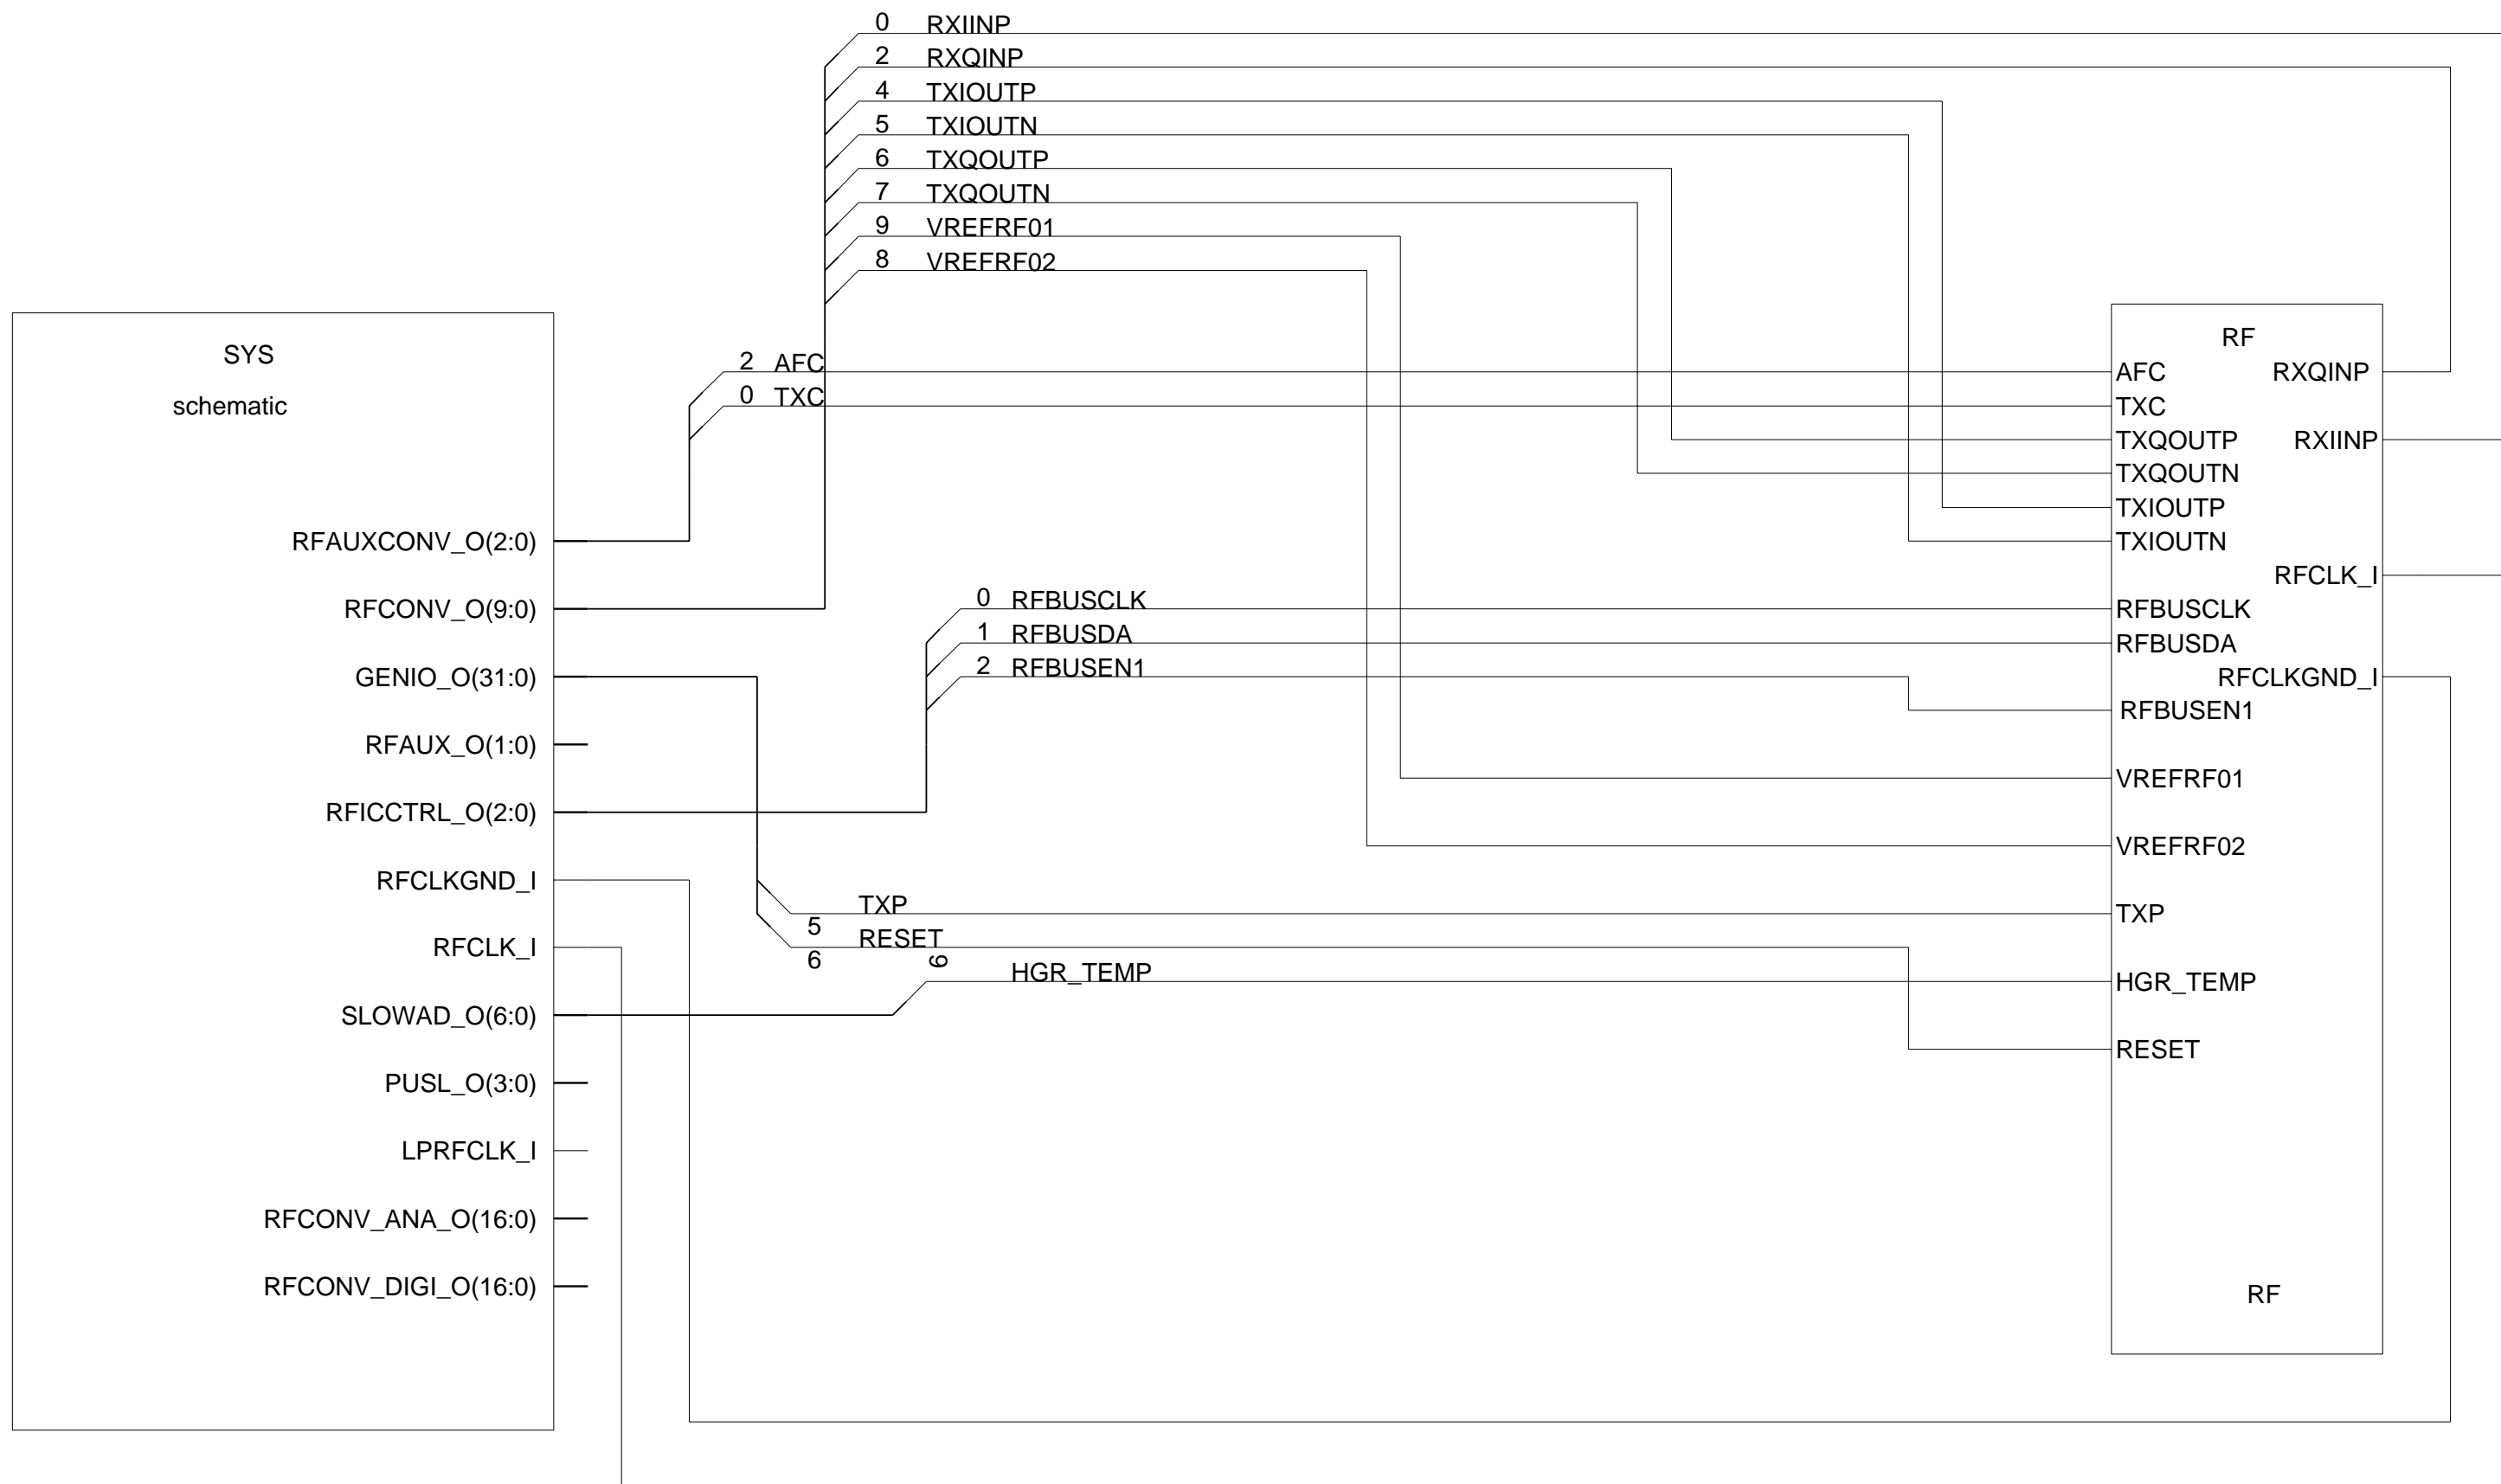 0 RXIINP
2 RXQINP
4 TXIOUTP
5 TXIOUTN
6 TXQOUTP
7 TXQOUTN
9 VREFRF01
8 VREFRF02
SYS
schematic
RFAUXCONV_O(2:0)
RFCONV_O(9:0)
GENIO_O(31:0)
RFAUX_O(1:0)
RFICCTRL_O(2:0)
RFCLKGND_I
RFCLK_I
SLOWAD_O(6:0)
PUSL_O(3:0)
LPRFCLK_I
RFCONV_ANA_O(16:0)
RFCONV_DIGI_O(16:0)
2 AFC
0 TXC
0 RFBUSCLK
1 RFBUSDA
2 RFBUSEN1
TXP
5
RESET
6
6
HGR_TEMP
RF
AFC
RXQINP
TXC
TXQOUTP
RXIINP
TXQOUTN
TXIOUTP
TXIOUTN
RFCLK_I
RFBUSCLK
RFBUSDA
RFCLKGND_I
RFBUSEN1
VREFRF01
VREFRF02
TXP
HGR_TEMP
RESET
RF